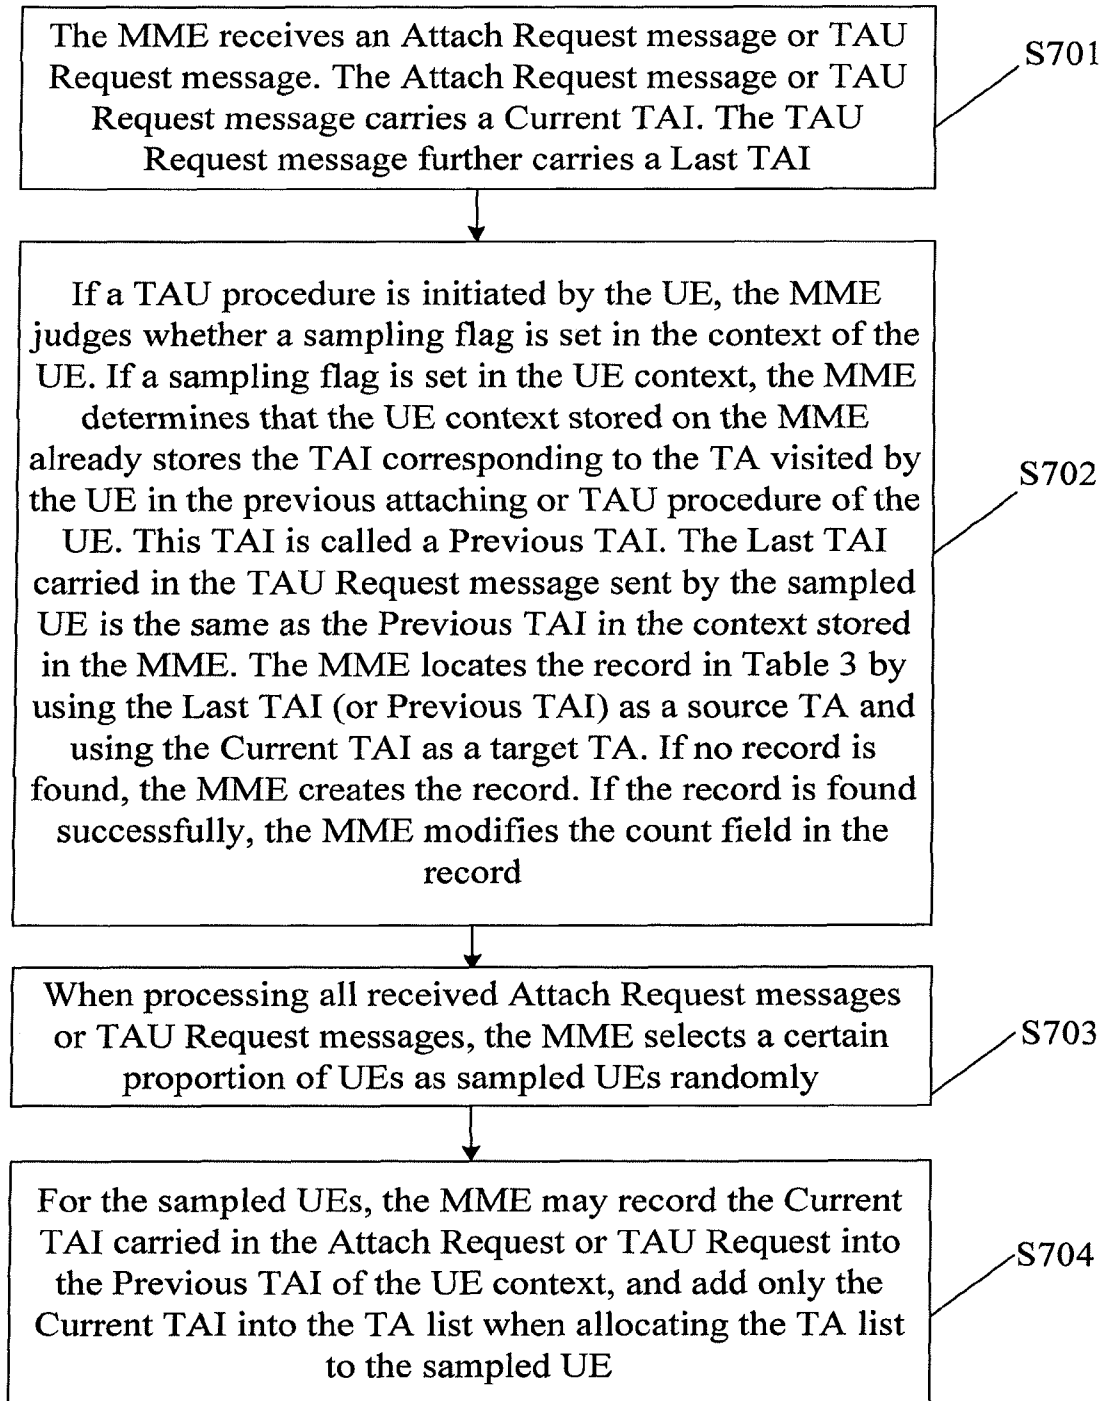 The MME receives an Attach Request message or TAU
Request message. The Attach Request message or TAU
Request message carries a Current TAI. The TAU
Request message further carries a Last TAI
S701
If a TAU procedure is initiated by the UE, the MME
judges whether a sampling flag is set in the context of the
UE. If a sampling flag is set in the UE context, the MME
determines that the UE context stored on the MME
already stores the TAI corresponding to the TA visited by
the UE in the previous attaching or TAU procedure of the
UE. This TAI is called a Previous TAI. The Last TAI
carried in the TAU Request message sent by the sampled
UE is the same as the Previous TAI in the context stored
in the MME. The MME locates the record in Table 3 by
using the Last TAI (or Previous TAI) as a source TA and
using the Current TAI as a target TA. If no record is
found, the MME creates the record. If the record is found
successfully, the MME modifies the count field in the
record
S702
When processing all received Attach Request messages
or TAU Request messages, the MME selects a certain
proportion of UEs as sampled UEs randomly
S703
For the sampled UEs, the MME may record the Current
TAI carried in the Attach Request or TAU Request into
the Previous TAI of the UE context, and add only the
Current TAI into the TA list when allocating the TA list
to the sampled UE
S704